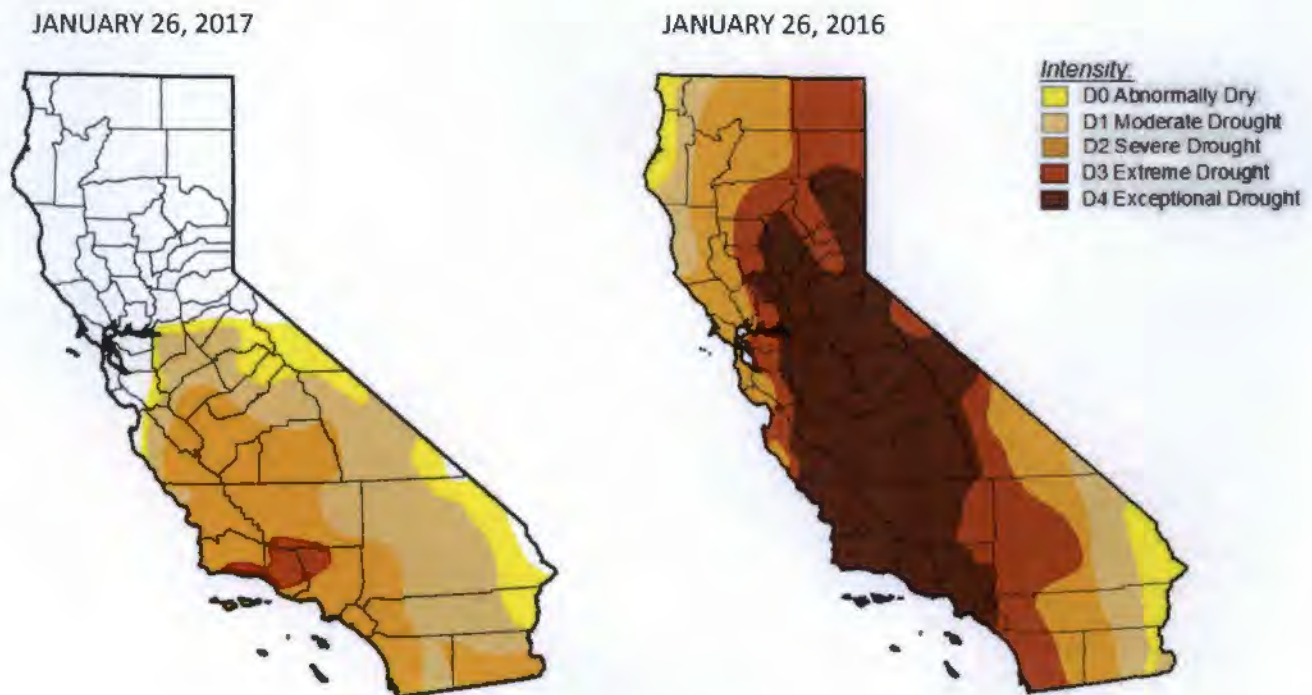 JANUARY 26, 2017
JANUARY 26, 2016
Intensity:
D0 Abnormally Dry
D1 Moderate Drought
D2 Severe Drought
D3 Extreme Drought
D4 Exceptional Drought